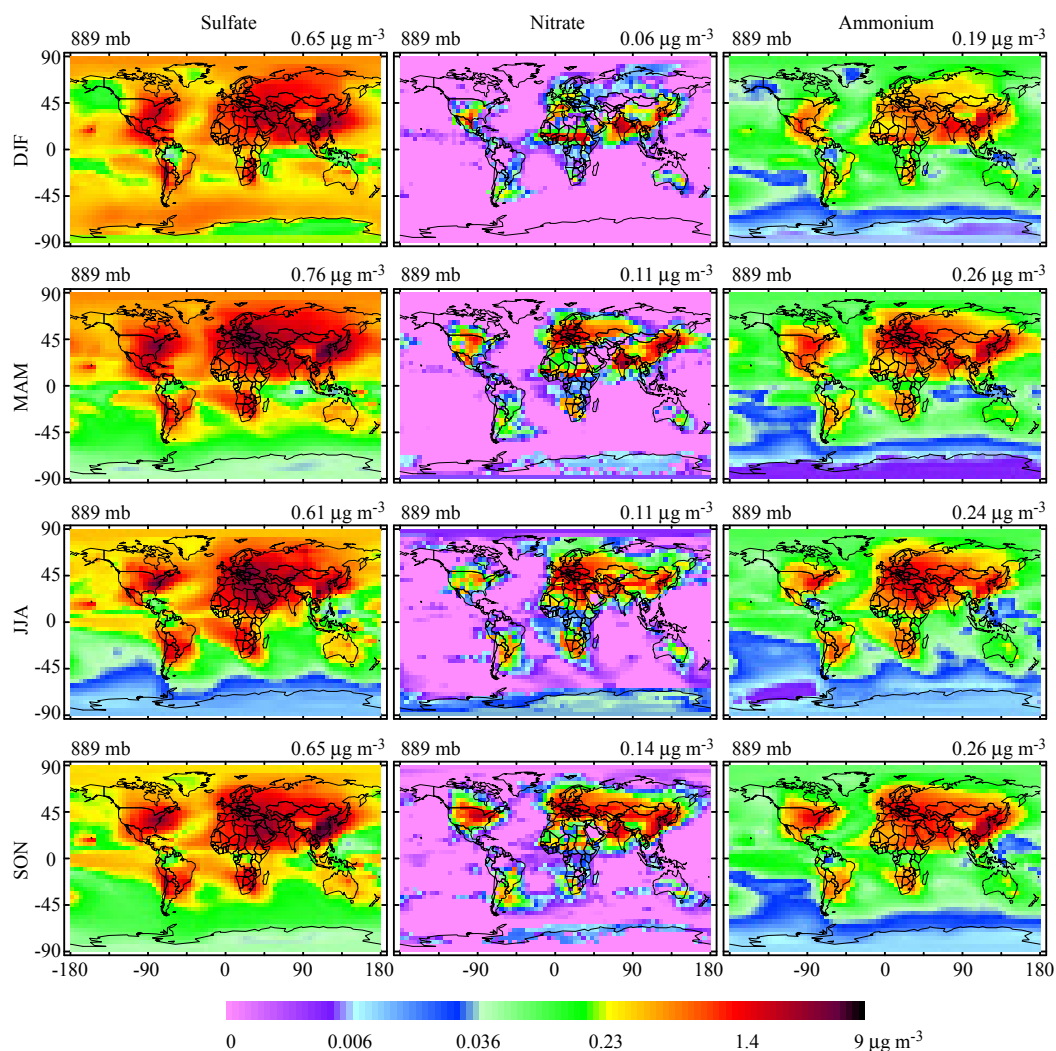 Sulfate Nitrate Ammonium
889 mb 0.65 µg m-3 889 mb 0.06 µg m-3 889 mb 0.19 µg m-3
90
45
0
-45
-90
DJF
889 mb 0.76 µg m-3 889 mb 0.11 µg m-3 889 mb 0.26 µg m-3
90
45
0
-45
-90
MAM
889 mb 0.61 µg m-3 889 mb 0.11 µg m-3 889 mb 0.24 µg m-3
90
45
0
-45
-90
JJA
889 mb 0.65 µg m-3 889 mb 0.14 µg m-3 889 mb 0.26 µg m-3
90
45
0
-45
-90
SON
-180 -90 0 90 180 -90 0 90 180 -90 0 90 180
0 0.006 0.036 0.23 1.4 9 µg m-3